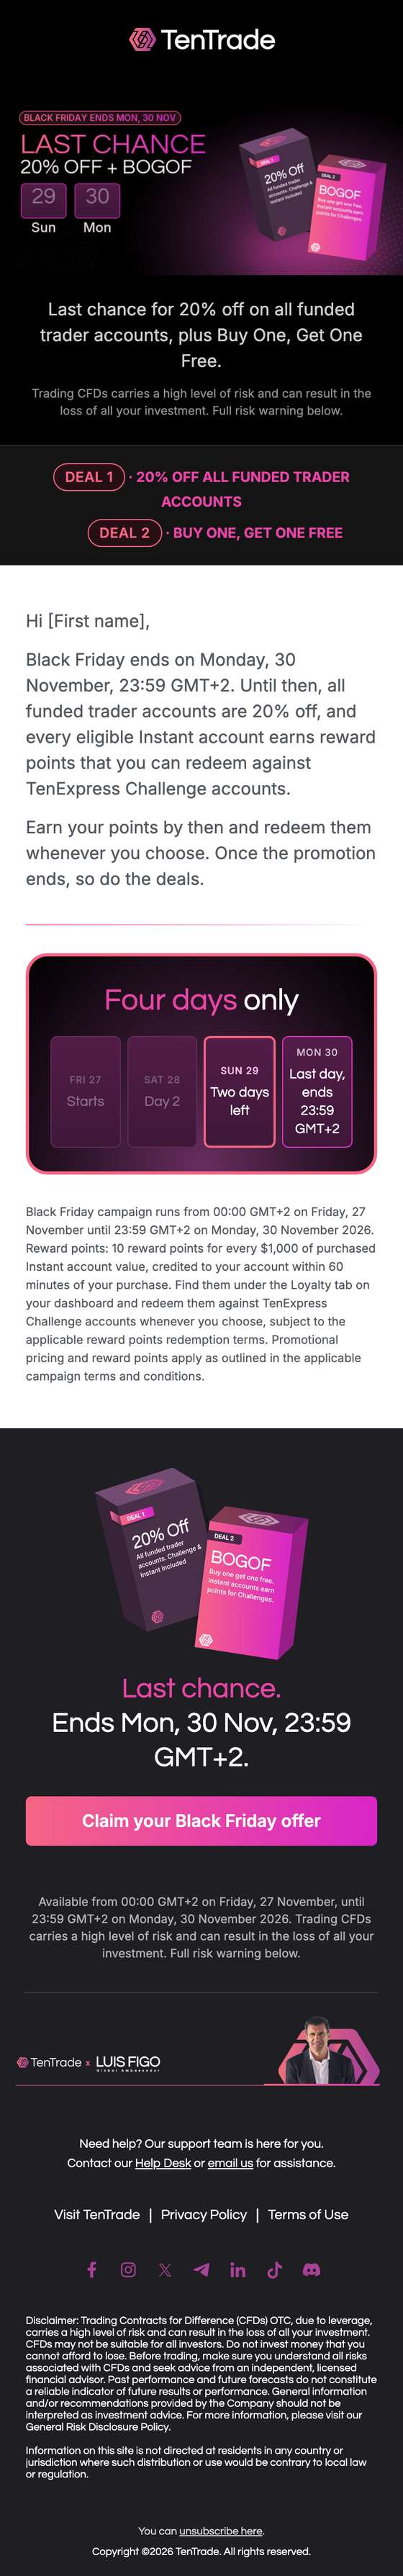 TenTrade
BLACK FRIDAY ENDS MON, 30 NOV
LAST CHANCE
20% OFF + BOGOF
29 30
Sun Mon
DEAL 1
20% Off
All funded trader
accounts. Challenge &
Instant included
DEAL 2
BOGOF
Buy one get one free.
Instant accounts earn
points for Challenges.
Last chance for 20% off on all funded
trader accounts, plus Buy One, Get One
Free.
Trading CFDs carries a high level of risk and can result in the
loss of all your investment. Full risk warning below.
DEAL 1 · 20% OFF ALL FUNDED TRADER
ACCOUNTS
DEAL 2 · BUY ONE, GET ONE FREE
Hi [First name],
Black Friday ends on Monday, 30
November, 23:59 GMT+2. Until then, all
funded trader accounts are 20% off, and
every eligible Instant account earns reward
points that you can redeem against
TenExpress Challenge accounts.
Earn your points by then and redeem them
whenever you choose. Once the promotion
ends, so do the deals.
Four days only
FRI 27
Starts
SAT 28
Day 2
SUN 29
Two days
left
MON 30
Last day,
ends
23:59
GMT+2
Black Friday campaign runs from 00:00 GMT+2 on Friday, 27
November until 23:59 GMT+2 on Monday, 30 November 2026.
Reward points: 10 reward points for every $1,000 of purchased
Instant account value, credited to your account within 60
minutes of your purchase. Find them under the Loyalty tab on
your dashboard and redeem them against TenExpress
Challenge accounts whenever you choose, subject to the
applicable reward points redemption terms. Promotional
pricing and reward points apply as outlined in the applicable
campaign terms and conditions.
DEAL 1
20% Off
All funded trader
accounts. Challenge &
Instant included
DEAL 2
BOGOF
Buy one get one free.
Instant accounts earn
points for Challenges.
Last chance.
Ends Mon, 30 Nov, 23:59
GMT+2.
Claim your Black Friday offer
Available from 00:00 GMT+2 on Friday, 27 November, until
23:59 GMT+2 on Monday, 30 November 2026. Trading CFDs
carries a high level of risk and can result in the loss of all your
investment. Full risk warning below.
TenTrade x LUIS FIGO
Global Ambassador
Need help? Our support team is here for you.
Contact our Help Desk or email us for assistance.
Visit TenTrade | Privacy Policy | Terms of Use
Disclaimer: Trading Contracts for Difference (CFDs) OTC, due to leverage,
carries a high level of risk and can result in the loss of all your investment.
CFDs may not be suitable for all investors. Do not invest money that you
cannot afford to lose. Before trading, make sure you understand all risks
associated with CFDs and seek advice from an independent, licensed
financial advisor. Past performance and future forecasts do not constitute
a reliable indicator of future results or performance. General information
and/or recommendations provided by the Company should not be
interpreted as investment advice. For more information, please visit our
General Risk Disclosure Policy.
Information on this site is not directed at residents in any country or
jurisdiction where such distribution or use would be contrary to local law
or regulation.
You can unsubscribe here.
Copyright ©2026 TenTrade. All rights reserved.